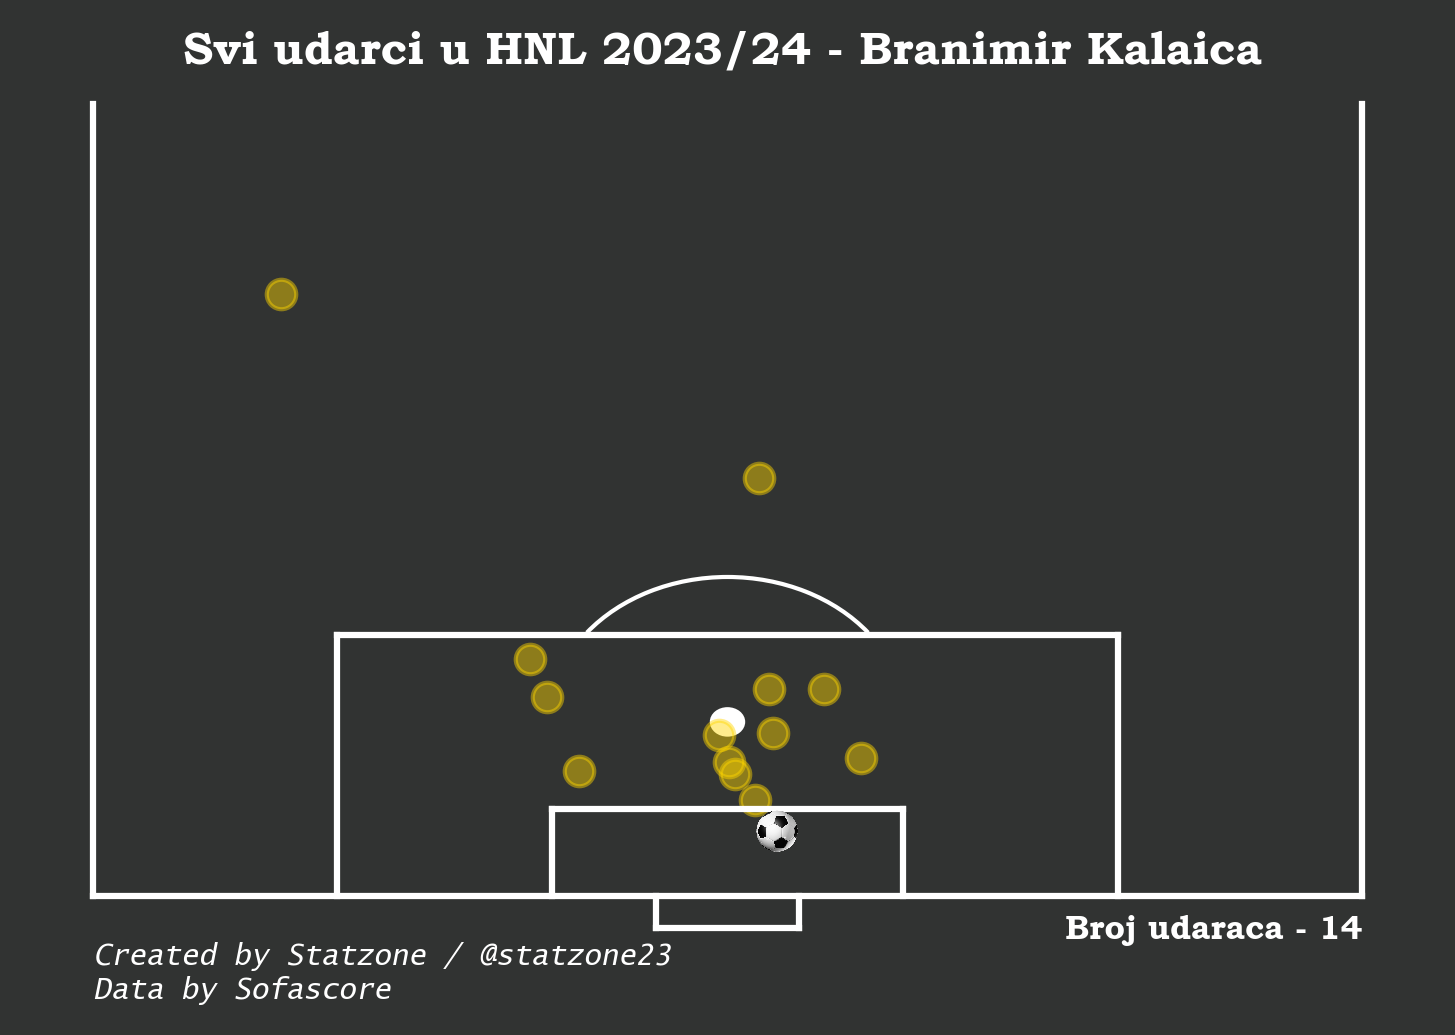 Svi udarci u HNL 2023/24 - Branimir Kalaica
Broj udaraca - 14
Created by Statzone / @statzone23
Data by Sofascore